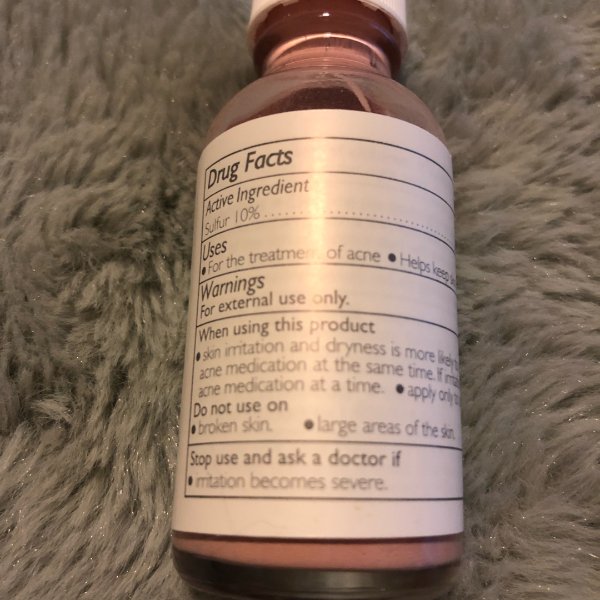 Drug Facts
Active Ingredient
Sulfur 10%
Uses
• For the treatment of acne • Helps keep
Warnings
For external use only.
When using this product
• skin irritation and dryness is more likely to
acne medication at the same time. If
acne medication at a time. • apply only to
Do not use on
• broken skin. • large areas of the skin.
Stop use and ask a doctor if
• irritation becomes severe.